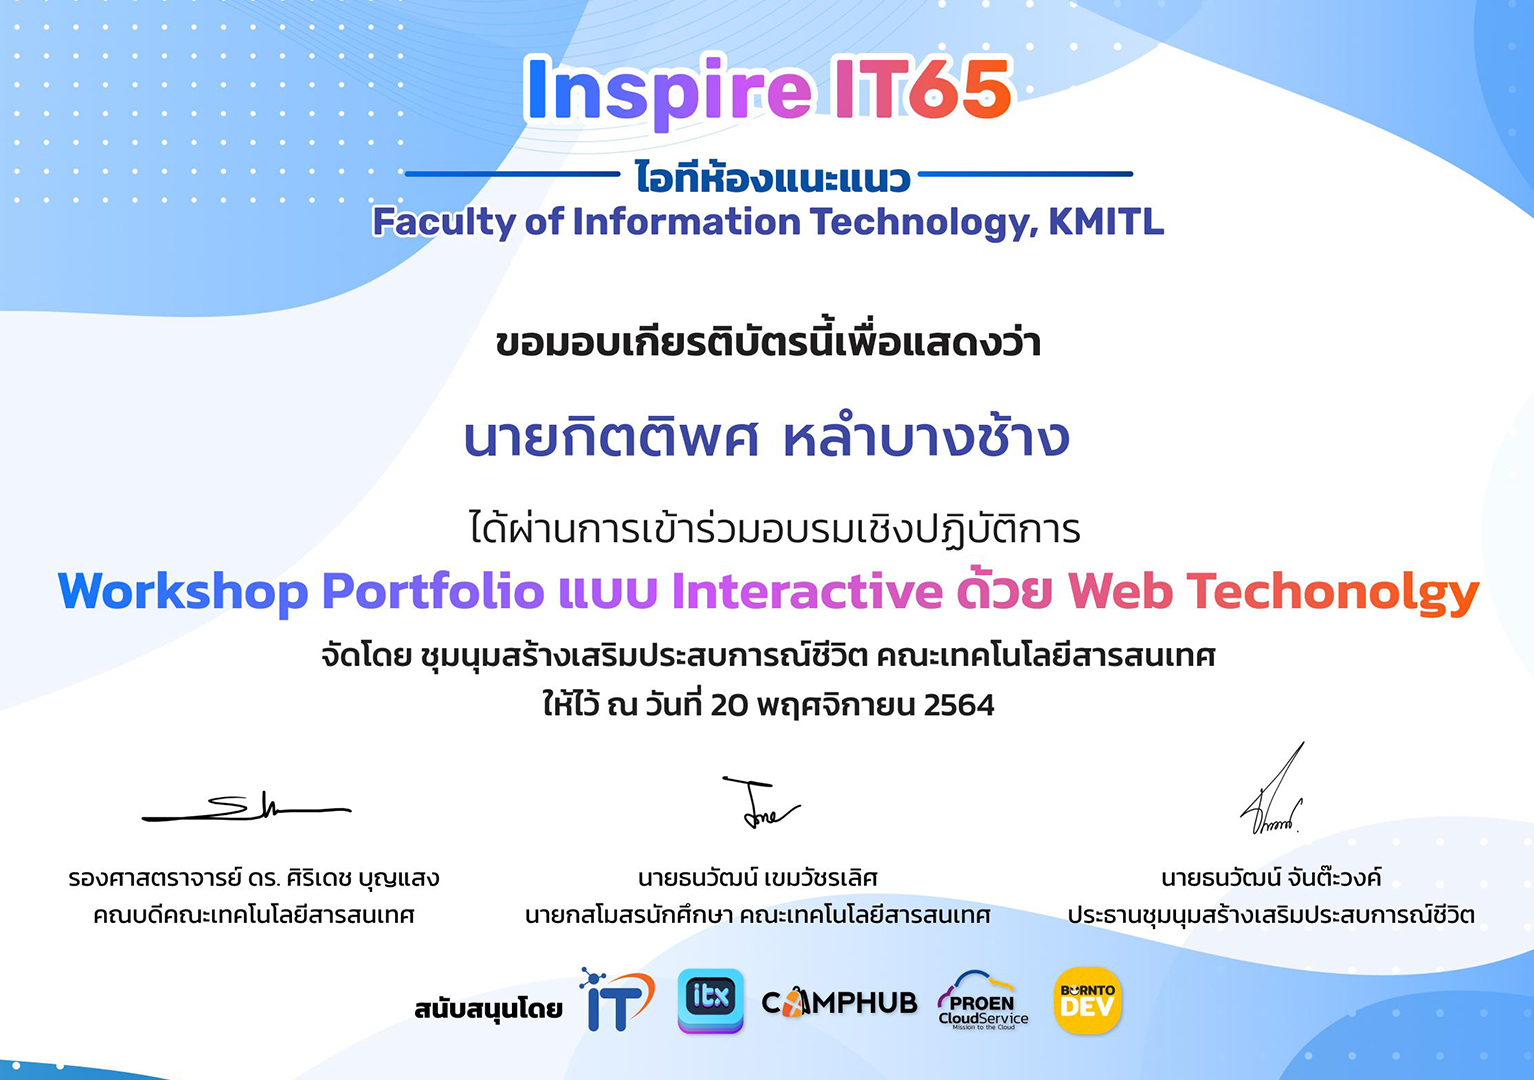 Inspire IT65
ไอทีห้องแนะแนว
Faculty of Information Technology, KMITL
ขอมอบเกียรติบัตรนี้เพื่อแสดงว่า
นายกิตติพศ หลำบางช้าง
ได้ผ่านการเข้าร่วมอบรมเชิงปฏิบัติการ
Workshop Portfolio แบบ Interactive ด้วย Web Techonolgy
จัดโดย ชุมนุมสร้างเสริมประสบการณ์ชีวิต คณะเทคโนโลยีสารสนเทศ
ให้ไว้ ณ วันที่ 20 พฤศจิกายน 2564
รองศาสตราจารย์ ดร. ศิริเดช บุญแสง
คณบดีคณะเทคโนโลยีสารสนเทศ
นายธนวัฒน์ เขมวัชรเลิศ
นายกสโมสรนักศึกษา คณะเทคโนโลยีสารสนเทศ
นายธนวัฒน์ จันต๊ะวงค์
ประธานชุมนุมสร้างเสริมประสบการณ์ชีวิต
สนับสนุนโดย
iT
itx
CAMPHUB
PROEN
CloudService
Mission to the Cloud
BORNTO
DEV